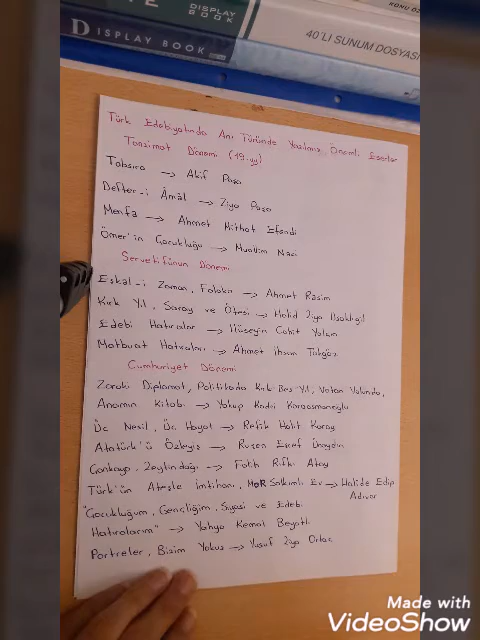 DISPLAY BOOK
DISPLAY BOOK
KONU
40'LI SUNUM DOSYASI
Türk Edebiyatında Anı Türünde Yazılmış Önemli Eserler
Tanzimat Dönemi (19.yy)
Tabsıra → Akif Paşa
Defter-i Âmâl → Ziya Paşa
Menfa → Ahmet Mithat Efendi
Ömer'in Çocukluğu → Muallim Naci
Servetifünun Dönemi
Eşkal-i Zaman, Falaka → Ahmet Rasim
Kırk Yıl, Saray ve Ötesi → Halid Ziya Uşaklıgil
Edebi Hatıralar → Hüseyin Cahit Yalçın
Matbuat Hatıraları → Ahmet İhsan Tokgöz
Cumhuriyet Dönemi
Zoraki Diplomat, Politikada Kırk Beş Yıl, Vatan Yolunda,
Anamın Kitabı → Yakup Kadri Karaosmanoğlu
Üç Nesil, Üç Hayat → Refik Halit Karay
Atatürk'ü Özleyiş → Ruşen Eşref Ünaydın
Çankaya, Zeytindağı → Falih Rıfkı Atay
Türk'ün Ateşle İmtihanı, MOR Salkımlı Ev → Halide Edip
Adıvar
"Çocukluğum, Gençliğim, Siyasi ve Edebi
Hatıralarım" → Yahya Kemal Beyatlı
Portreler, Bizim Yokuş → Yusuf Ziya Ortaç
Made with
VideoShow